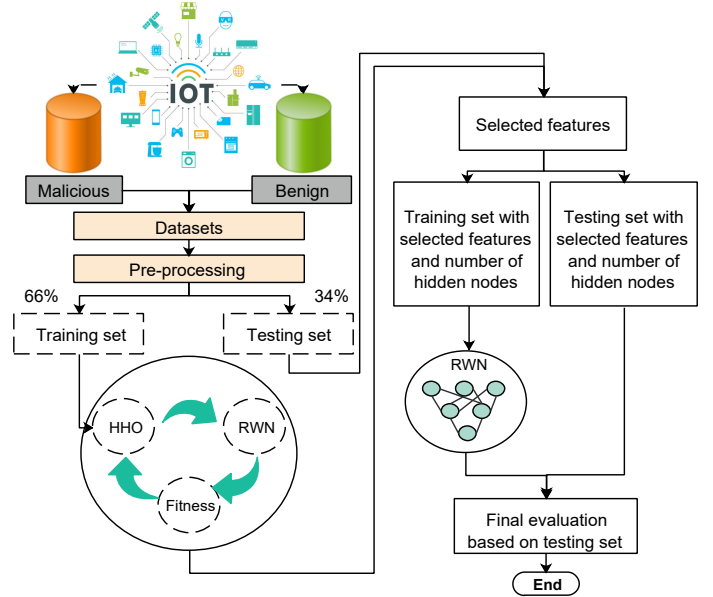 IOT
Malicious
Benign
Datasets
Pre-processing
66%
34%
Training set
Testing set
HHO
RWN
Fitness
Selected features
Training set with
selected features
and number of
hidden nodes
Testing set with
selected features
and number of
hidden nodes
RWN
Final evaluation
based on testing set
End